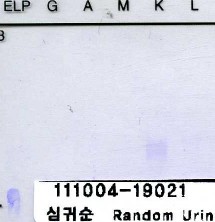 ELP G A M K L
111004-19021
심귀순 Random Urin